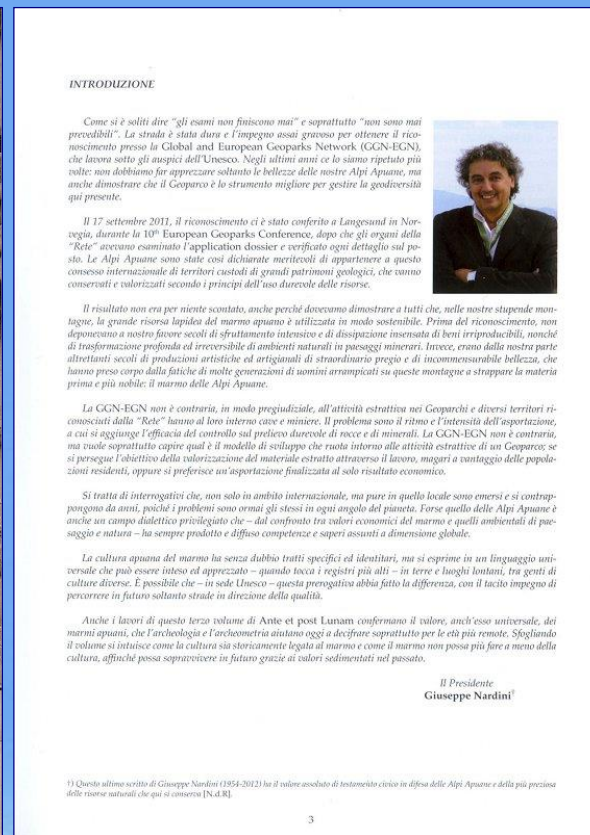 INTRODUZIONE
Come si è soliti dire “gli esami non finiscono mai” e soprattutto “non sono mai
prevedibili”. La strada è stata dura e l’impegno assai gravoso per ottenere il rico-
noscimento presso la Global and European Geoparks Network (GGN-EGN),
che lavora sotto gli auspici dell’Unesco. Negli ultimi anni ce lo siamo ripetuto più
volte: non dobbiamo far apprezzare soltanto le bellezze delle nostre Alpi Apuane, ma
anche dimostrare che il Geoparco è lo strumento migliore per gestire la geodiversità
qui presente.
Il 17 settembre 2011, il riconoscimento ci è stato conferito a Langesund in Nor-
vegia, durante la 10th European Geoparks Conference, dopo che gli organi della
“Rete” avevano esaminato l’application dossier e verificato ogni dettaglio sul po-
sto. Le Alpi Apuane sono state così dichiarate meritevoli di appartenere a questo
consesso internazionale di territori custodi di grandi patrimoni geologici, che vanno
conservati e valorizzati secondo i principi dell’uso durevole delle risorse.
Il risultato non era per niente scontato, anche perché dovevamo dimostrare a tutti che, nelle nostre stupende mon-
tagne, la grande risorsa lapidea del marmo apuano è utilizzata in modo sostenibile. Prima del riconoscimento, non
deponevano a nostro favore secoli di sfruttamento intensivo e di dissipazione insensata di beni irriproducibili, nonché
di trasformazione profonda ed irreversibile di ambienti naturali in paesaggi minerari. Invece, erano dalla nostra parte
altrettanti secoli di produzioni artistiche ed artigianali di straordinario pregio e di incommensurabile bellezza, che
hanno preso corpo dalla fatiche di molte generazioni di uomini arrampicati su queste montagne a strappare la materia
prima e più nobile: il marmo delle Alpi Apuane.
La GGN-EGN non è contraria, in modo pregiudiziale, all’attività estrattiva nei Geoparchi e diversi territori ri-
conosciuti dalla “Rete” hanno al loro interno cave e miniere. Il problema sono il ritmo e l’intensità dell’asportazione,
a cui si aggiunge l’efficacia del controllo sul prelievo durevole di rocce e di minerali. La GGN-EGN non è contraria,
ma vuole soprattutto capire qual è il modello di sviluppo che ruota intorno alle attività estrattive di un Geoparco; se
si persegue l’obiettivo della valorizzazione del materiale estratto attraverso il lavoro, magari a vantaggio delle popola-
zioni residenti, oppure si preferisce un’asportazione finalizzata al solo risultato economico.
Si tratta di interrogativi che, non solo in ambito internazionale, ma pure in quello locale sono emersi e si contrap-
pongono da anni, poiché i problemi sono ormai gli stessi in ogni angolo del pianeta. Forse quello delle Alpi Apuane è
anche un campo dialettico privilegiato che – dal confronto tra valori economici del marmo e quelli ambientali di pae-
saggio e natura – ha sempre prodotto e diffuso competenze e saperi assunti a dimensione globale.
La cultura apuana del marmo ha senza dubbio tratti specifici ed identitari, ma si esprime in un linguaggio uni-
versale che può essere inteso ed apprezzato – quando tocca i registri più alti – in terre e luoghi lontani, tra genti di
culture diverse. È possibile che – in sede Unesco – questa prerogativa abbia fatto la differenza, con il tacito impegno di
percorrere in futuro soltanto strade in direzione della qualità.
Anche i lavori di questo terzo volume di Ante et post Lunam confermano il valore, anch’esso universale, dei
marmi apuani, che l’archeologia e l’archeometria aiutano oggi a decifrare soprattutto per le età più remote. Sfogliando
il volume si intuisce come la cultura sia storicamente legata al marmo e come il marmo non possa più fare a meno della
cultura, affinché possa sopravvivere in futuro grazie ai valori sedimentati nel passato.
Il Presidente
Giuseppe Nardini†
†) Questo ultimo scritto di Giuseppe Nardini (1954-2012) ha il valore assoluto di testamento civico in difesa delle Alpi Apuane e della più preziosa
delle risorse naturali che qui si conserva [N.d.R].
3